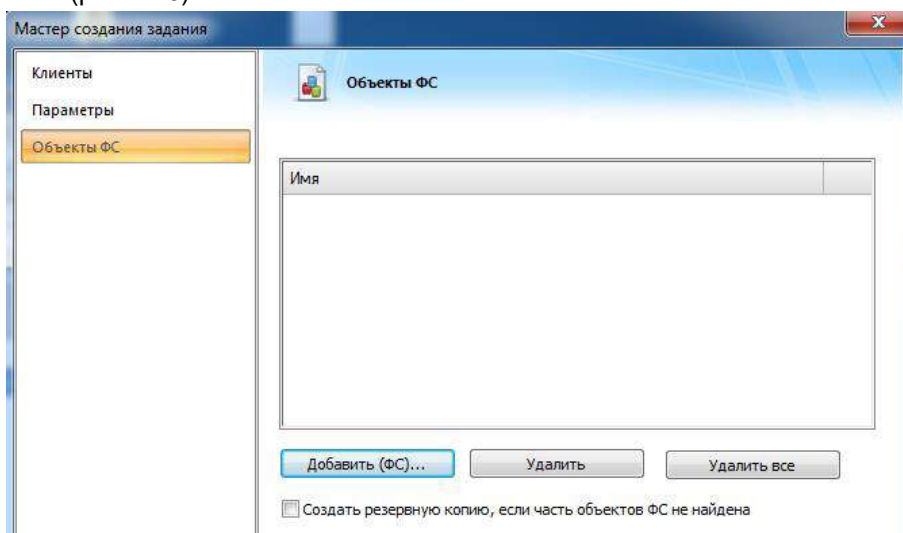 Мастер создания задания
Клиенты
Параметры
Объекты ФС
Объекты ФС
Имя
Добавить (ФС)...
Удалить
Удалить все
Создать резервную копию, если часть объектов ФС не найдена